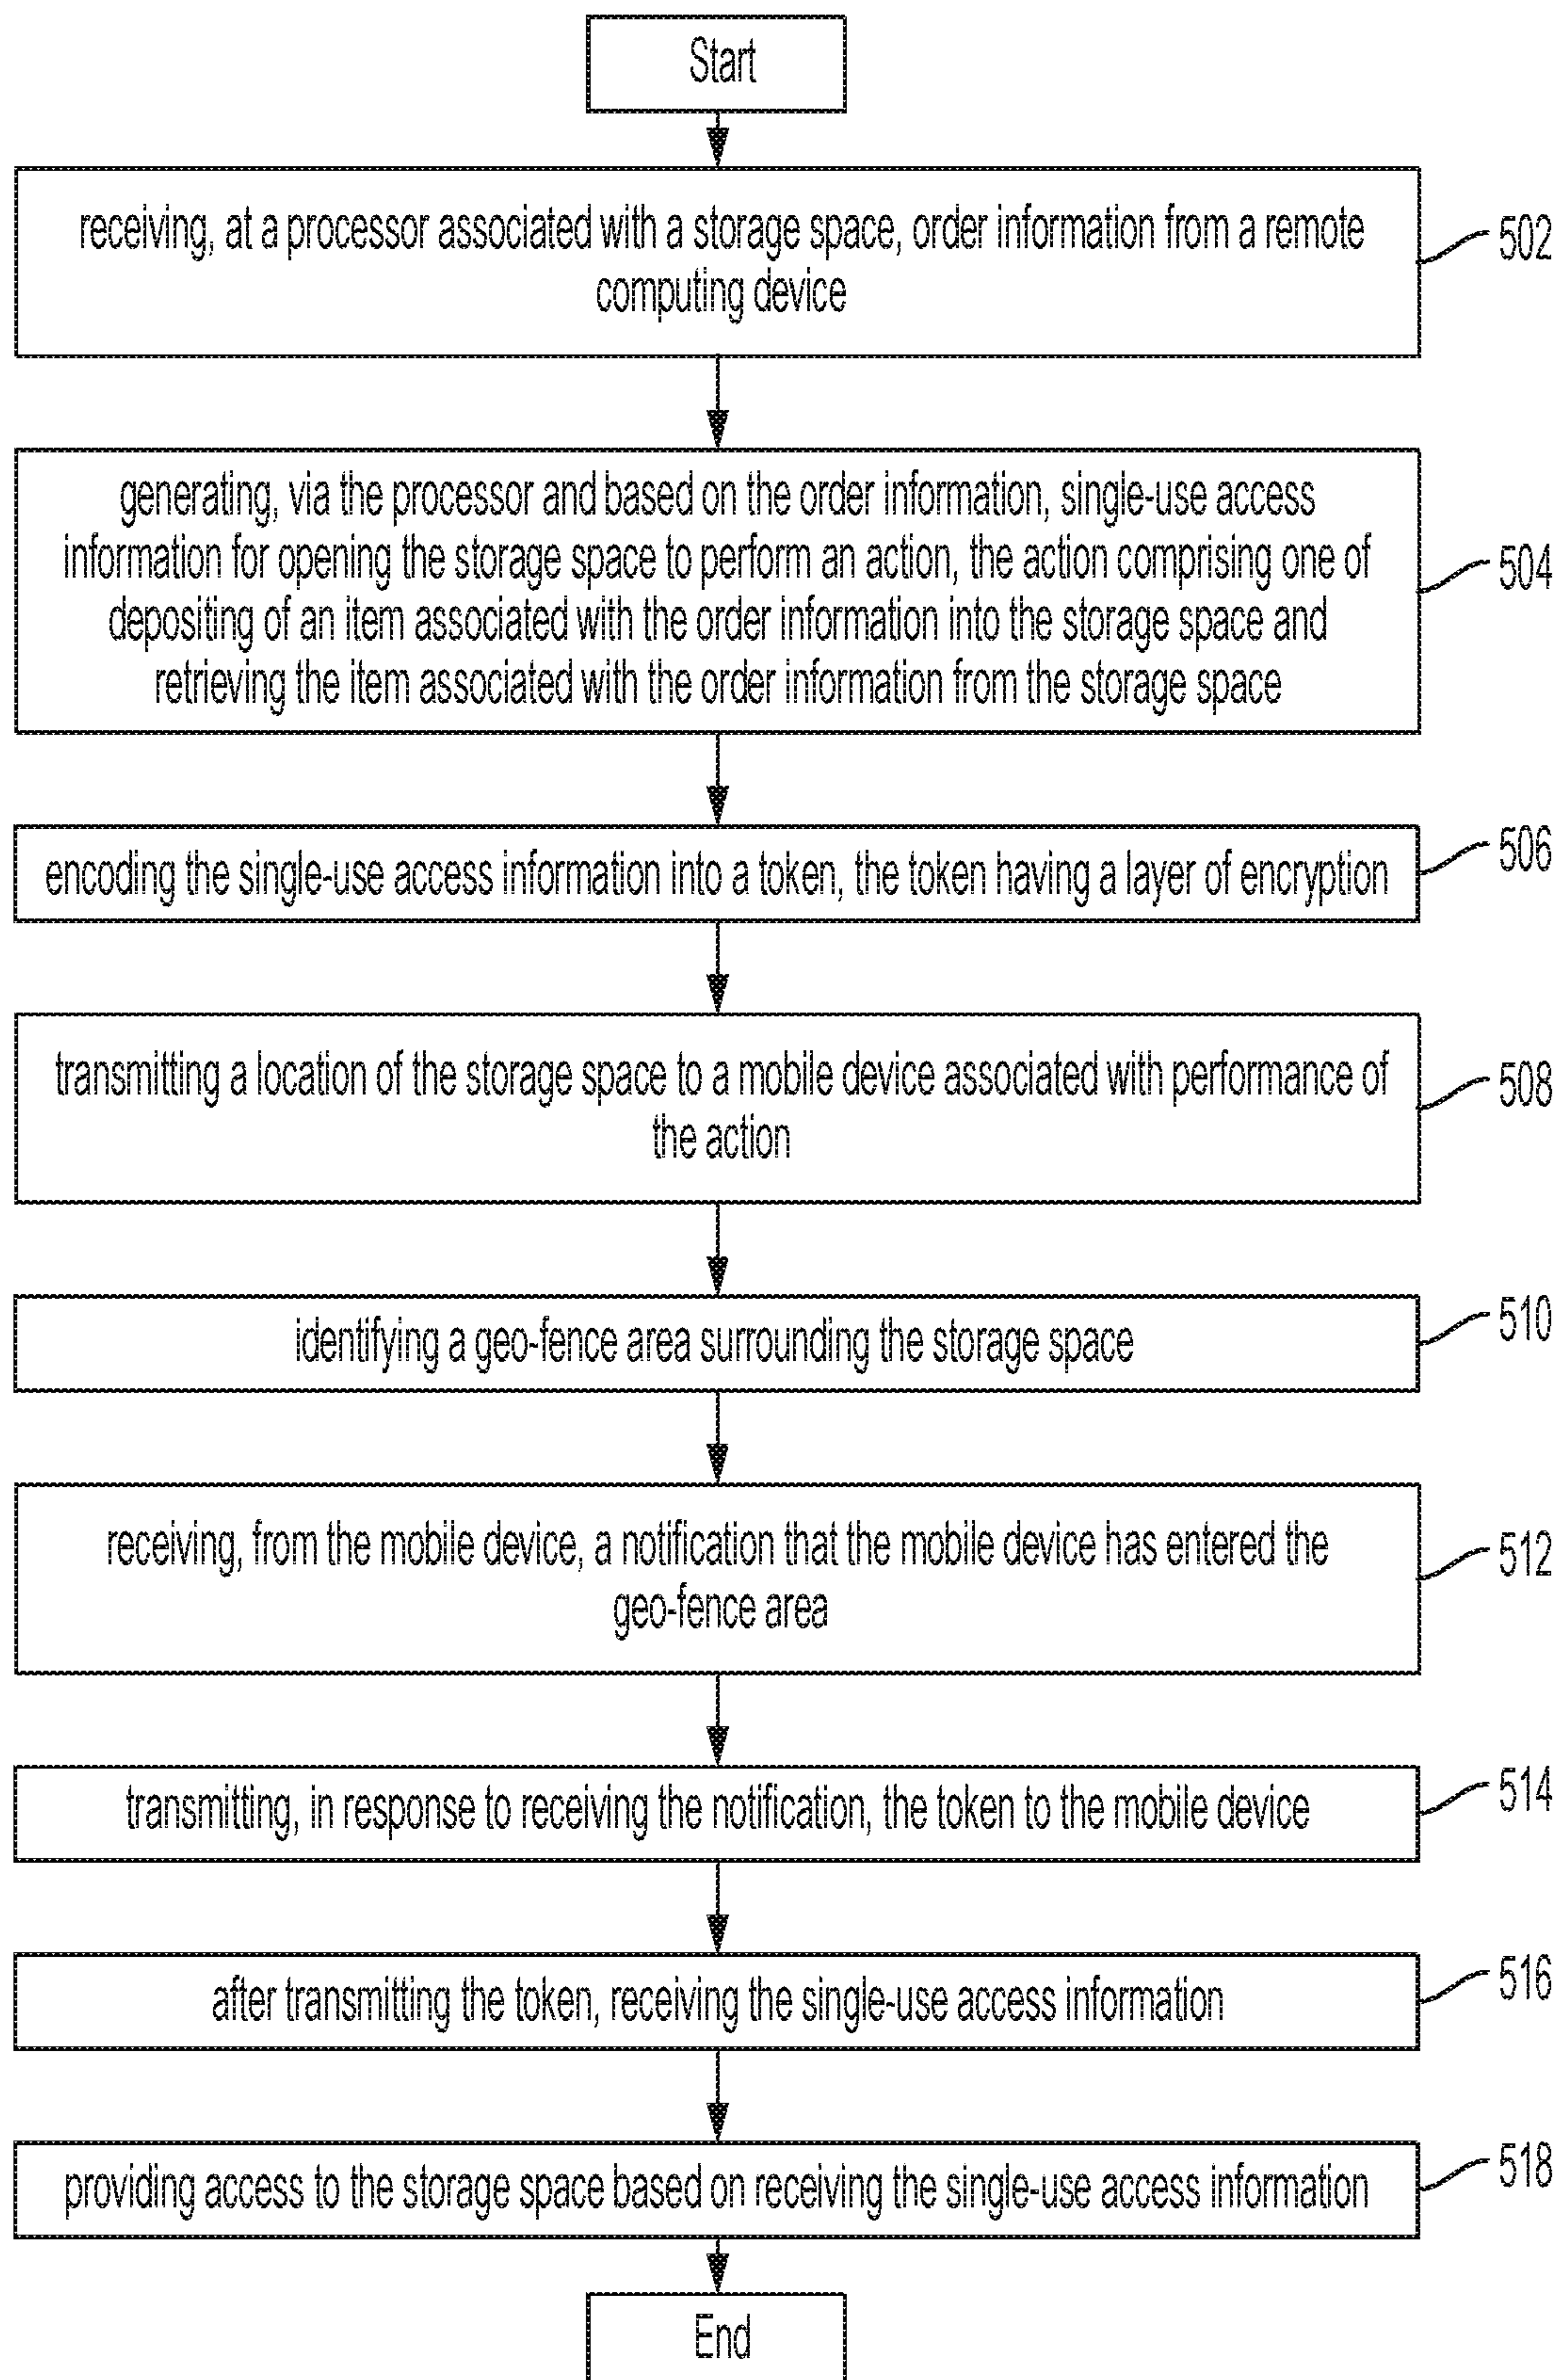 Start
receiving, at a processor associated with a storage space, order information from a remote
computing device
502
generating, via the processor and based on the order information, single-use access
information for opening the storage space to perform an action, the action comprising one of
depositing of an item associated with the order information into the storage space and
retrieving the item associated with the order information from the storage space
504
encoding the single-use access information into a token, the token having a layer of encryption
506
transmitting a location of the storage space to a mobile device associated with performance of
the action
508
identifying a geo-fence area surrounding the storage space
510
receiving, from the mobile device, a notification that the mobile device has entered the
geo-fence area
512
transmitting, in response to receiving the notification, the token to the mobile device
514
after transmitting the token, receiving the single-use access information
516
providing access to the storage space based on receiving the single-use access information
518
End